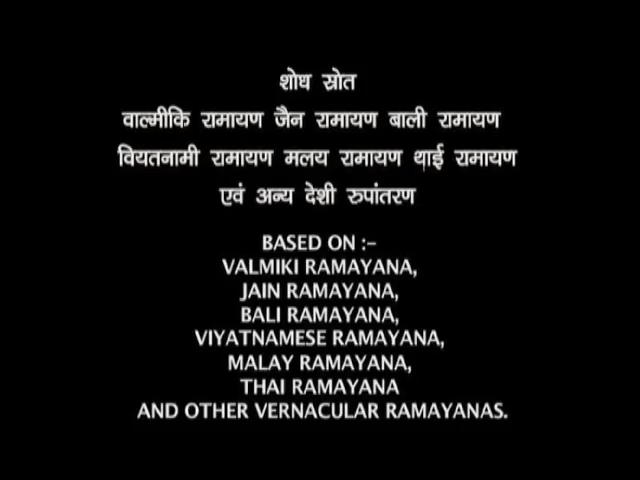 शोध स्रोत
वाल्मीकि रामायण जैन रामायण बाली रामायण
वियतनामी रामायण मलय रामायण थाई रामायण
एवं अन्य देशी रुपांतरण
BASED ON :-
VALMIKI RAMAYANA,
JAIN RAMAYANA,
BALI RAMAYANA,
VIYATNAMESE RAMAYANA,
MALAY RAMAYANA,
THAI RAMAYANA
AND OTHER VERNACULAR RAMAYANAS.